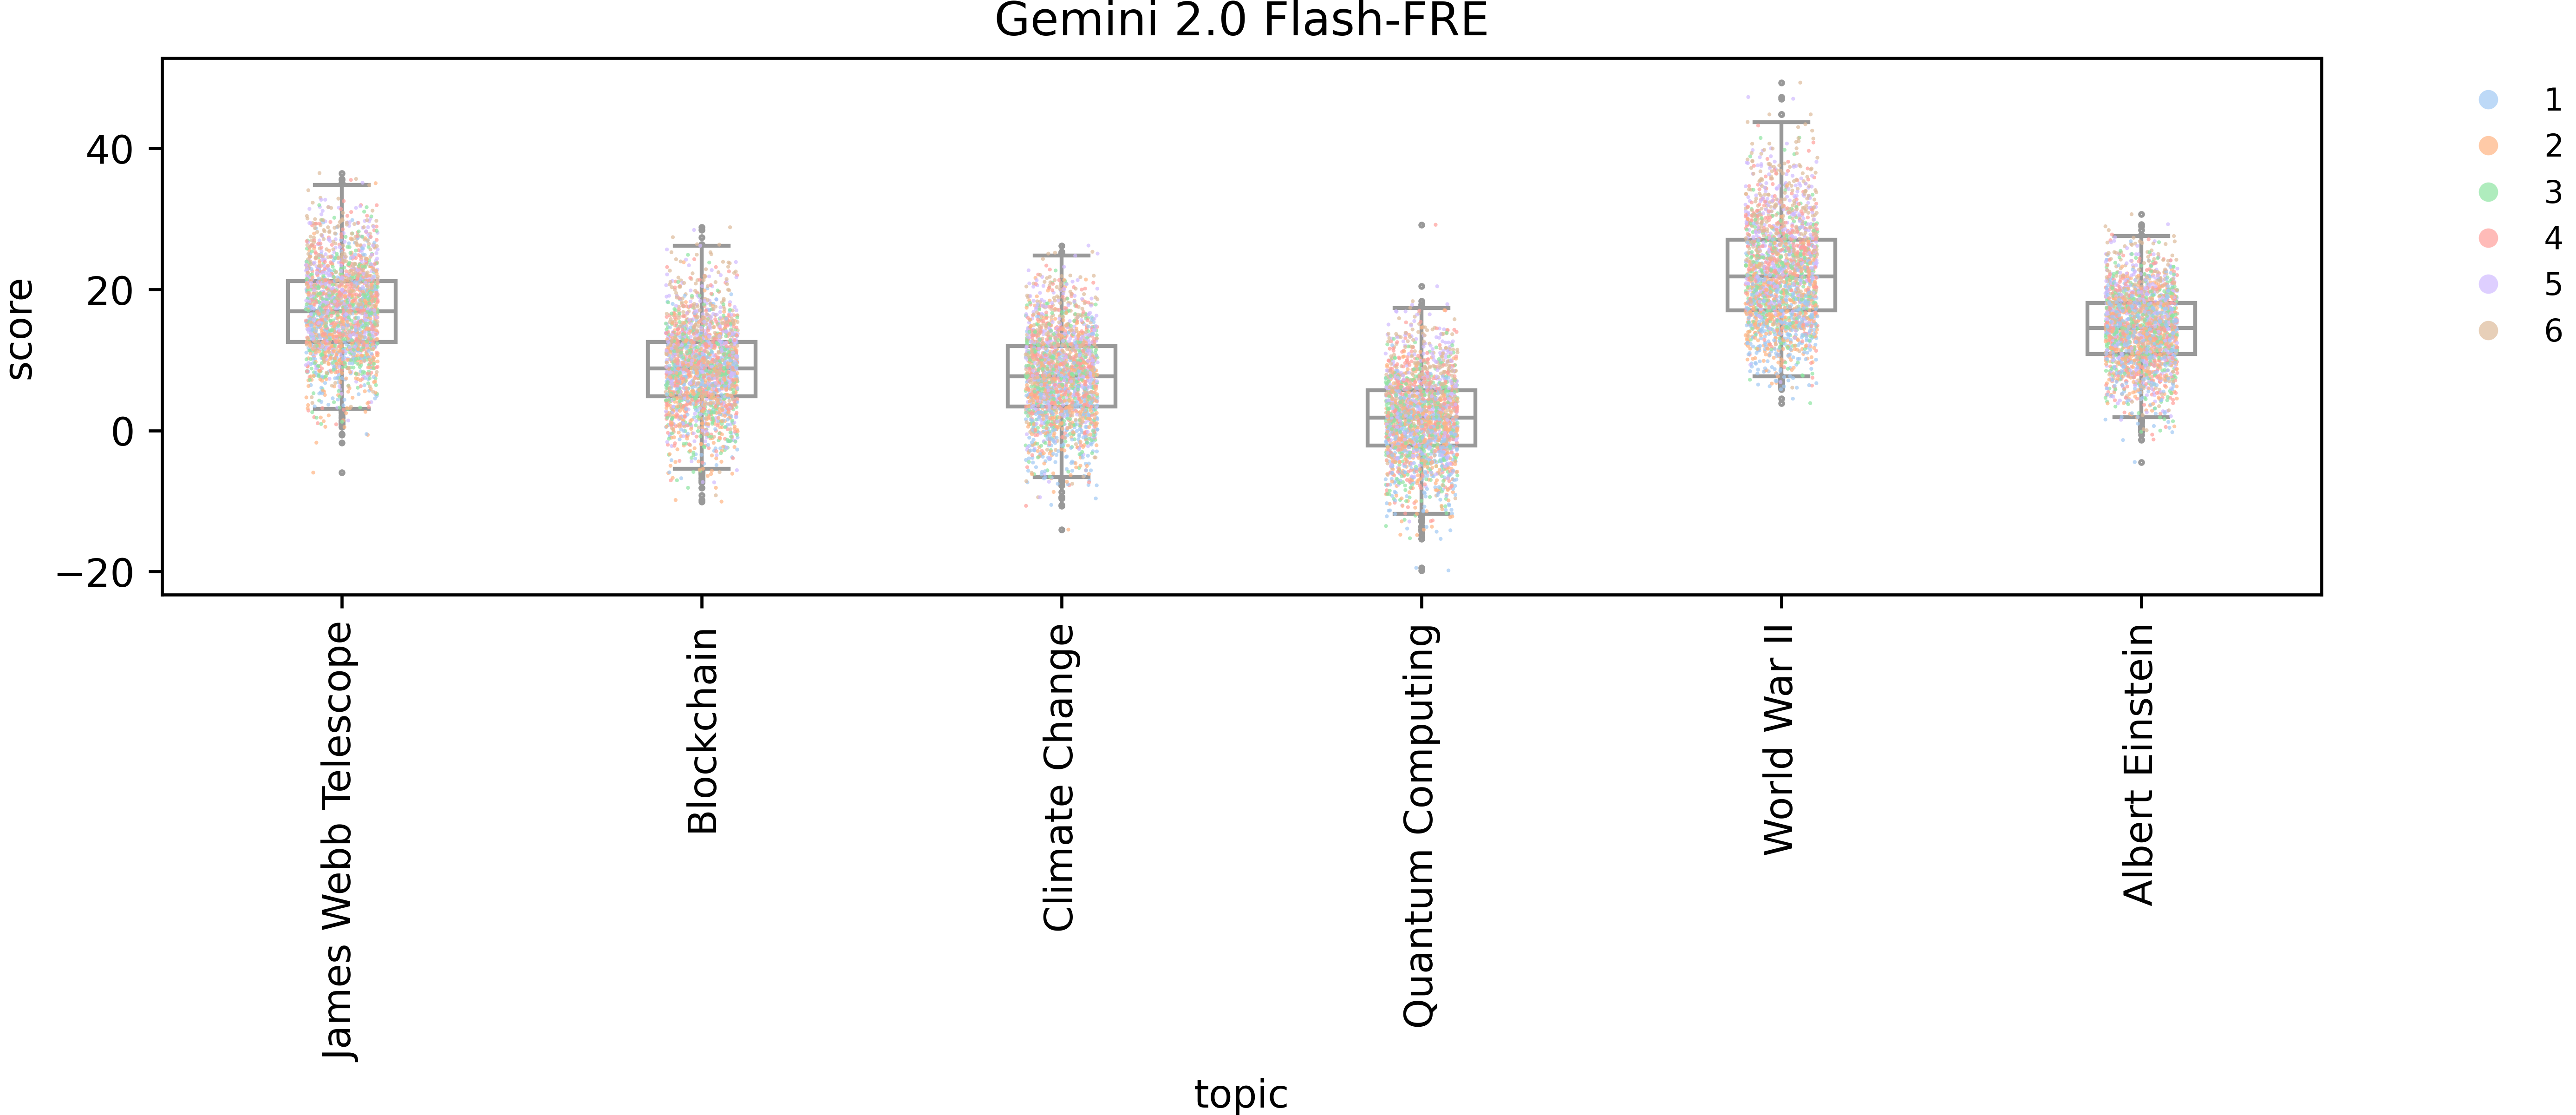 Gemini 2.0 Flash-FRE
score
40
20
0
−20
James Webb Telescope
Blockchain
Climate Change
Quantum Computing
World War II
Albert Einstein
topic
1
2
3
4
5
6